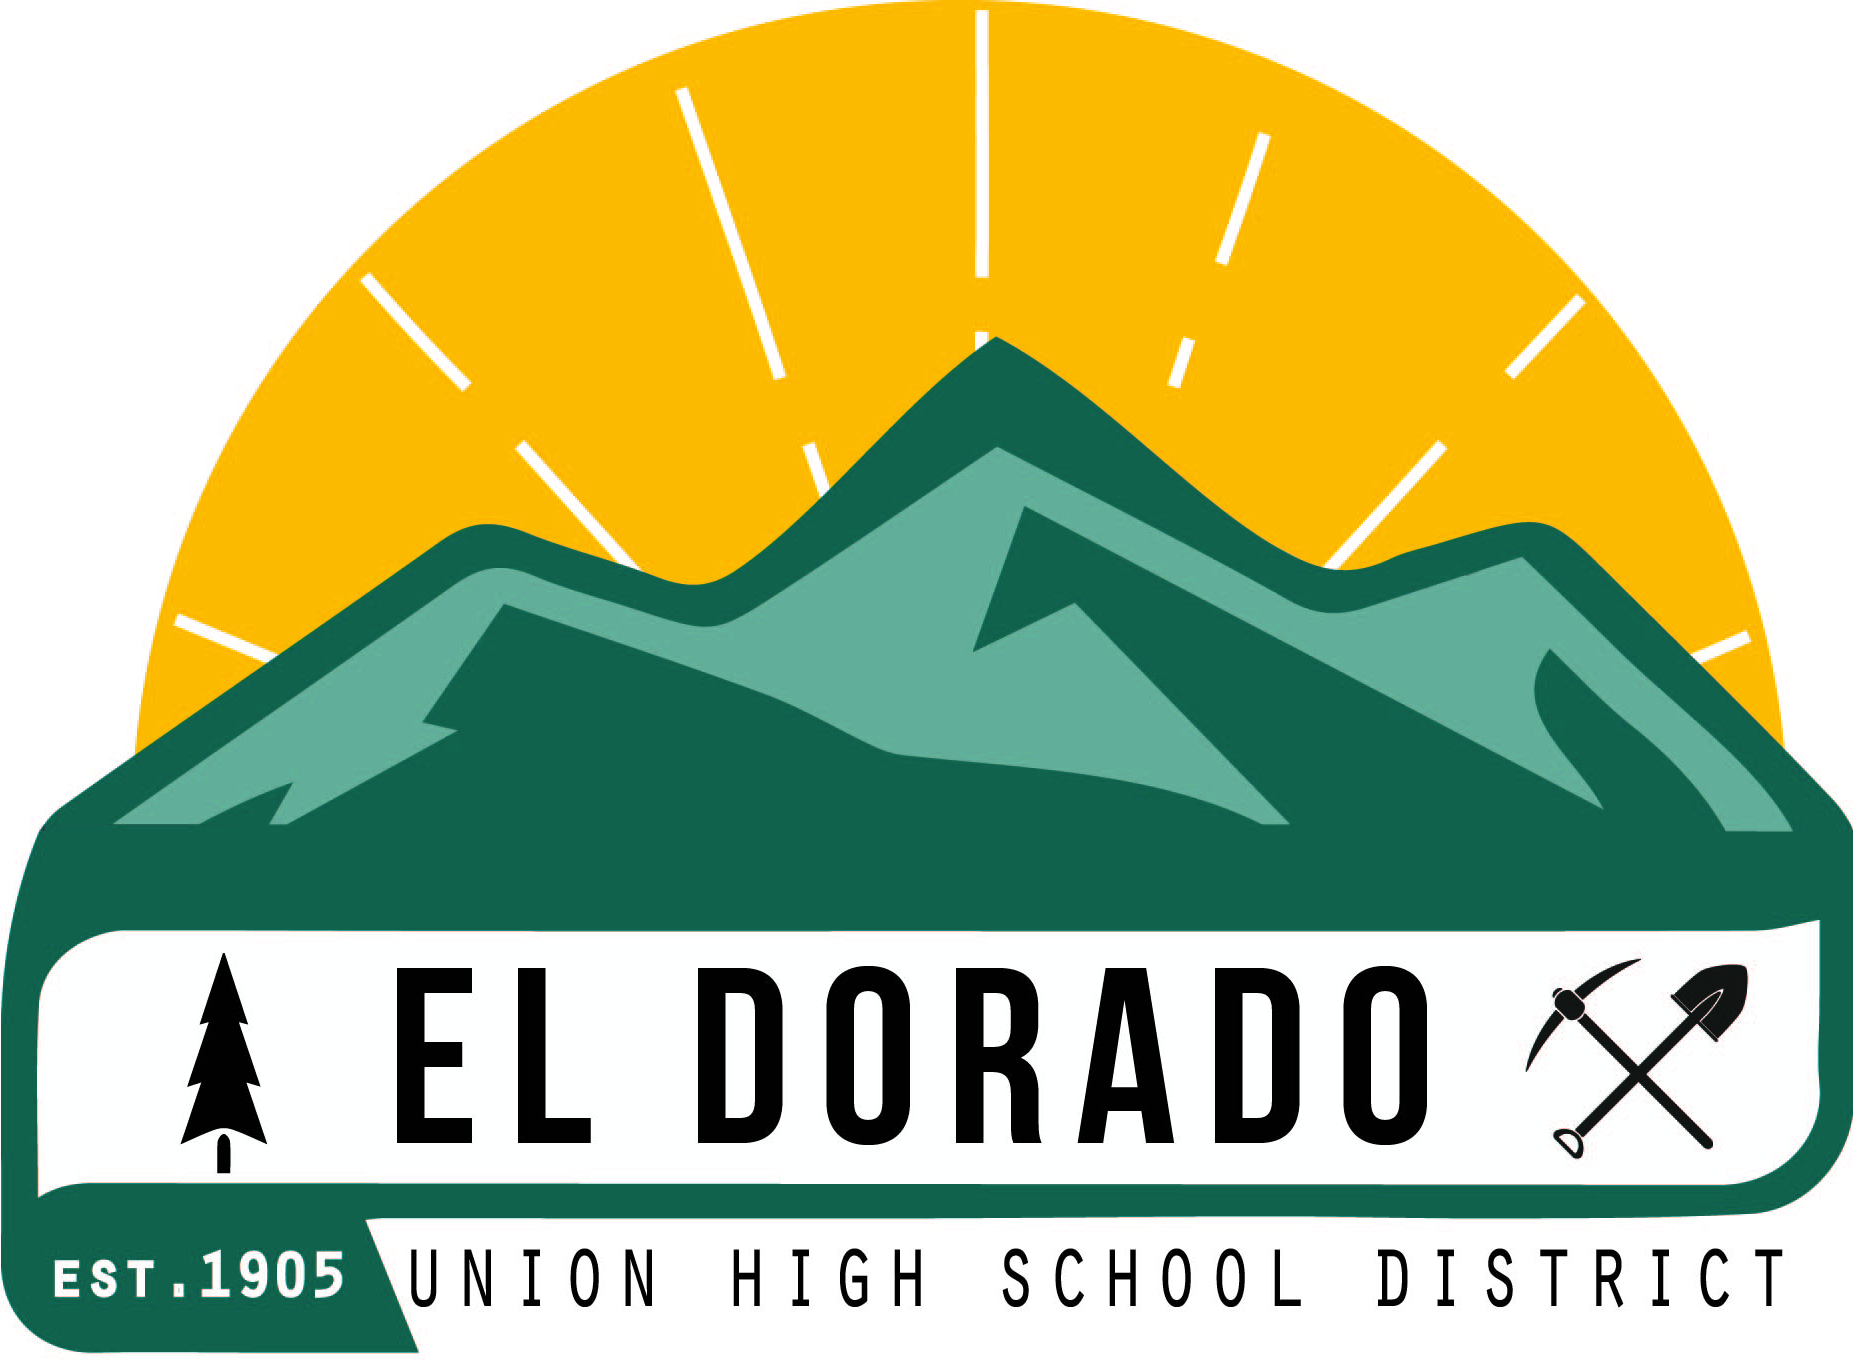 EL DORADO
EST.1905
UNION HIGH SCHOOL DISTRICT